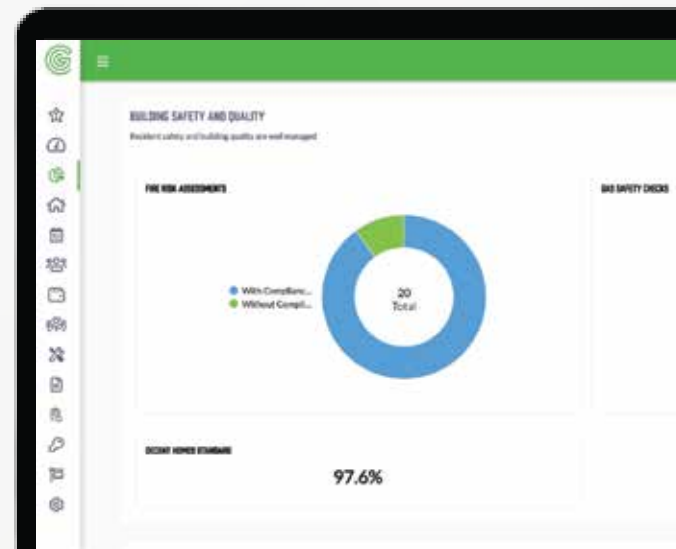 BUILDING SAFETY AND QUALITY
Resident safety and building quality are well managed
FIRE RISK ASSESSMENTS
GAS SAFETY CHECKS
With Complianc...
Without Compli...
20
Total
DECENT HOMES STANDARD
97.6%